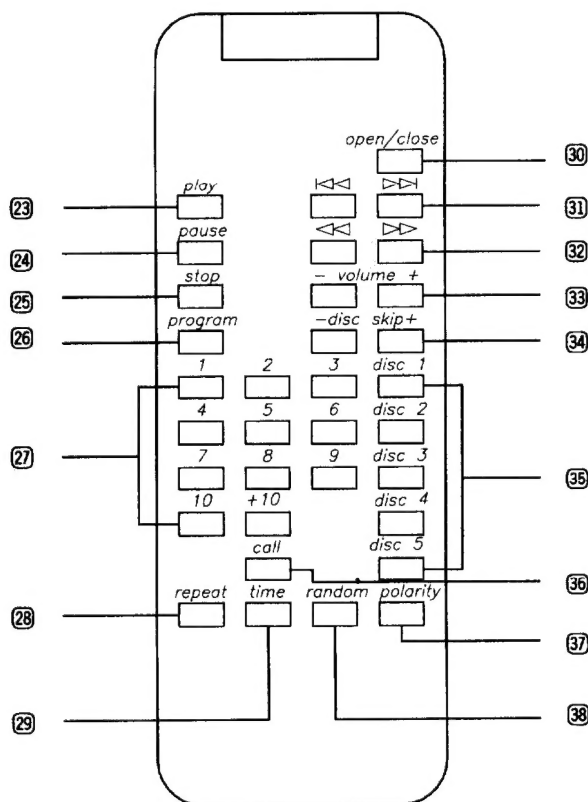 open/close
30
play
23
31
pause
24
32
stop
- volume +
25
33
program
-disc skip+
26
34
1 2 3 disc 1
4 5 6 disc 2
27
7 8 9 disc 3
35
10 +10 disc 4
call disc 5
36
repeat time random polarity
28
37
29
38